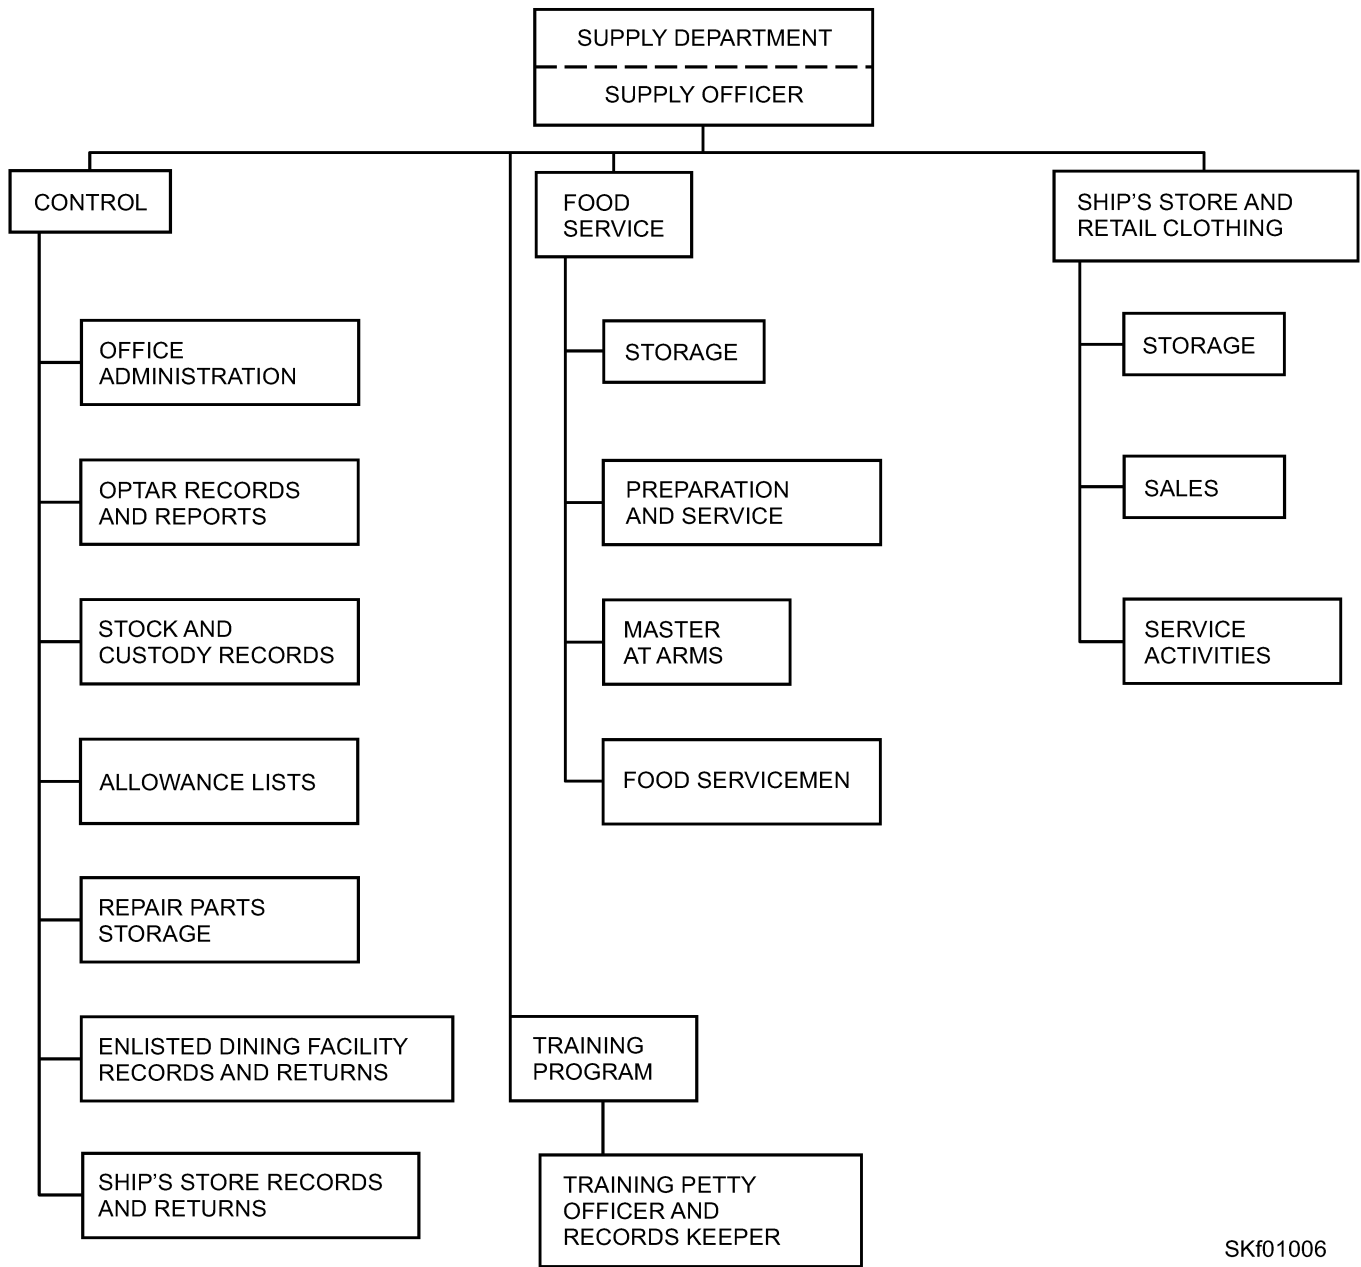 SUPPLY DEPARTMENT
SUPPLY OFFICER
CONTROL
OFFICE
ADMINISTRATION
OPTAR RECORDS
AND REPORTS
STOCK AND
CUSTODY RECORDS
ALLOWANCE LISTS
REPAIR PARTS
STORAGE
ENLISTED DINING FACILITY
RECORDS AND RETURNS
SHIP’S STORE RECORDS
AND RETURNS
FOOD
SERVICE
STORAGE
PREPARATION
AND SERVICE
MASTER
AT ARMS
FOOD SERVICEMEN
TRAINING
PROGRAM
TRAINING PETTY
OFFICER AND
RECORDS KEEPER
SHIP’S STORE AND
RETAIL CLOTHING
STORAGE
SALES
SERVICE
ACTIVITIES
SKf01006